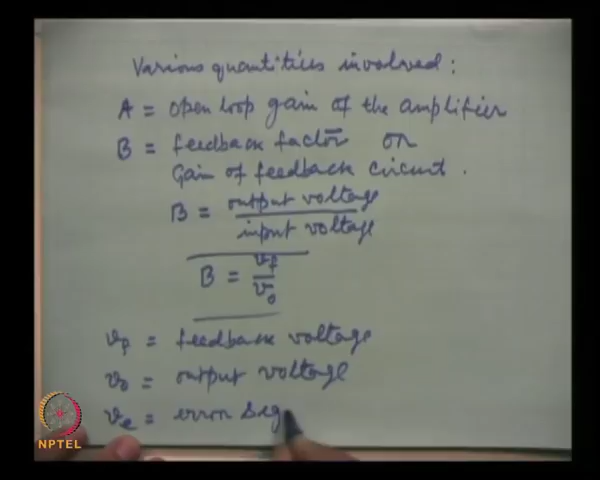 Various quantities involved :
A = open loop gain of the amplifier
B = feedback factor or
Gain of feedback circuit .
B = output voltage
input voltage
B = vf
vo
vf = feedback voltage
vo = output voltage
ve = error sig
NPTEL